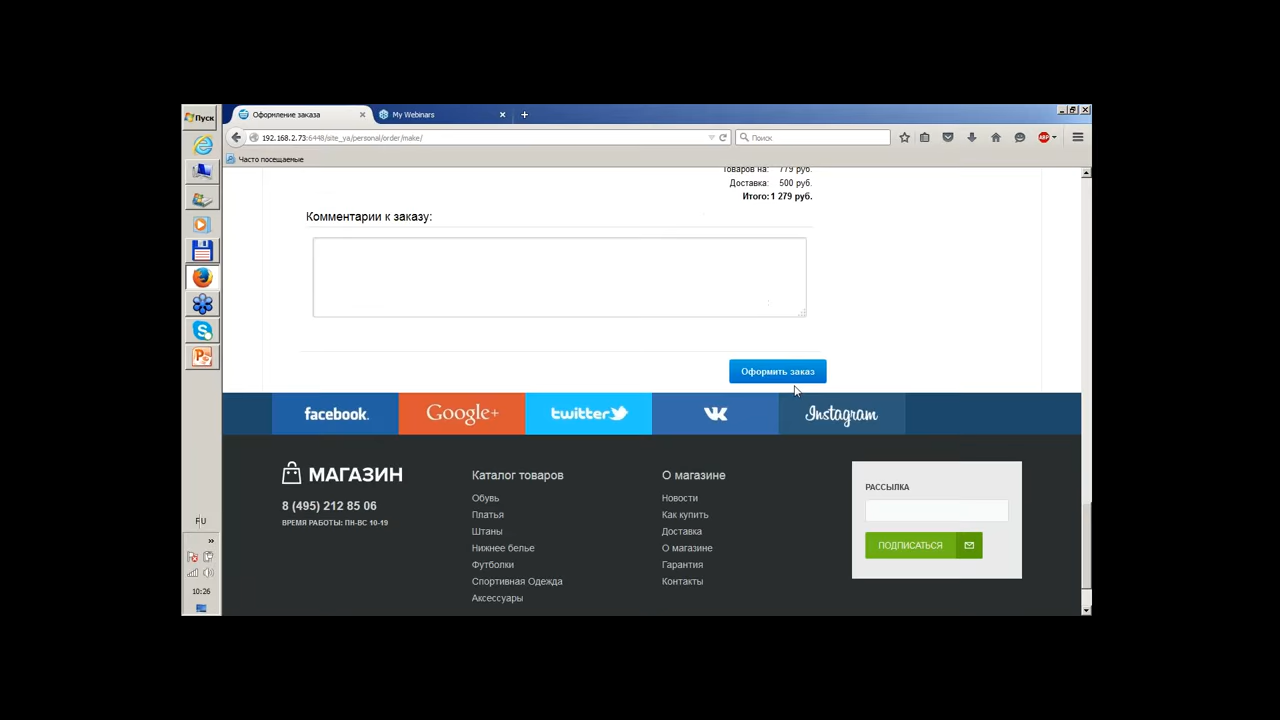 Пуск
Оформление заказа
My Webinars
192.168.2.73:6448/site_ya/personal/order/make/
Поиск
ABP
Часто посещаемые
Товаров на: 779 руб.
Доставка: 500 руб.
Итого: 1 279 руб.
Комментарии к заказу:
Оформить заказ
facebook.
Google+
twitter
Instagram
МАГАЗИН
8 (495) 212 85 06
ВРЕМЯ РАБОТЫ: ПН-ВС 10-19
Каталог товаров
Обувь
Платья
Штаны
Нижнее белье
Футболки
Спортивная Одежда
Аксессуары
О магазине
Новости
Как купить
Доставка
О магазине
Гарантия
Контакты
РАССЫЛКА
ПОДПИСАТЬСЯ
10:26